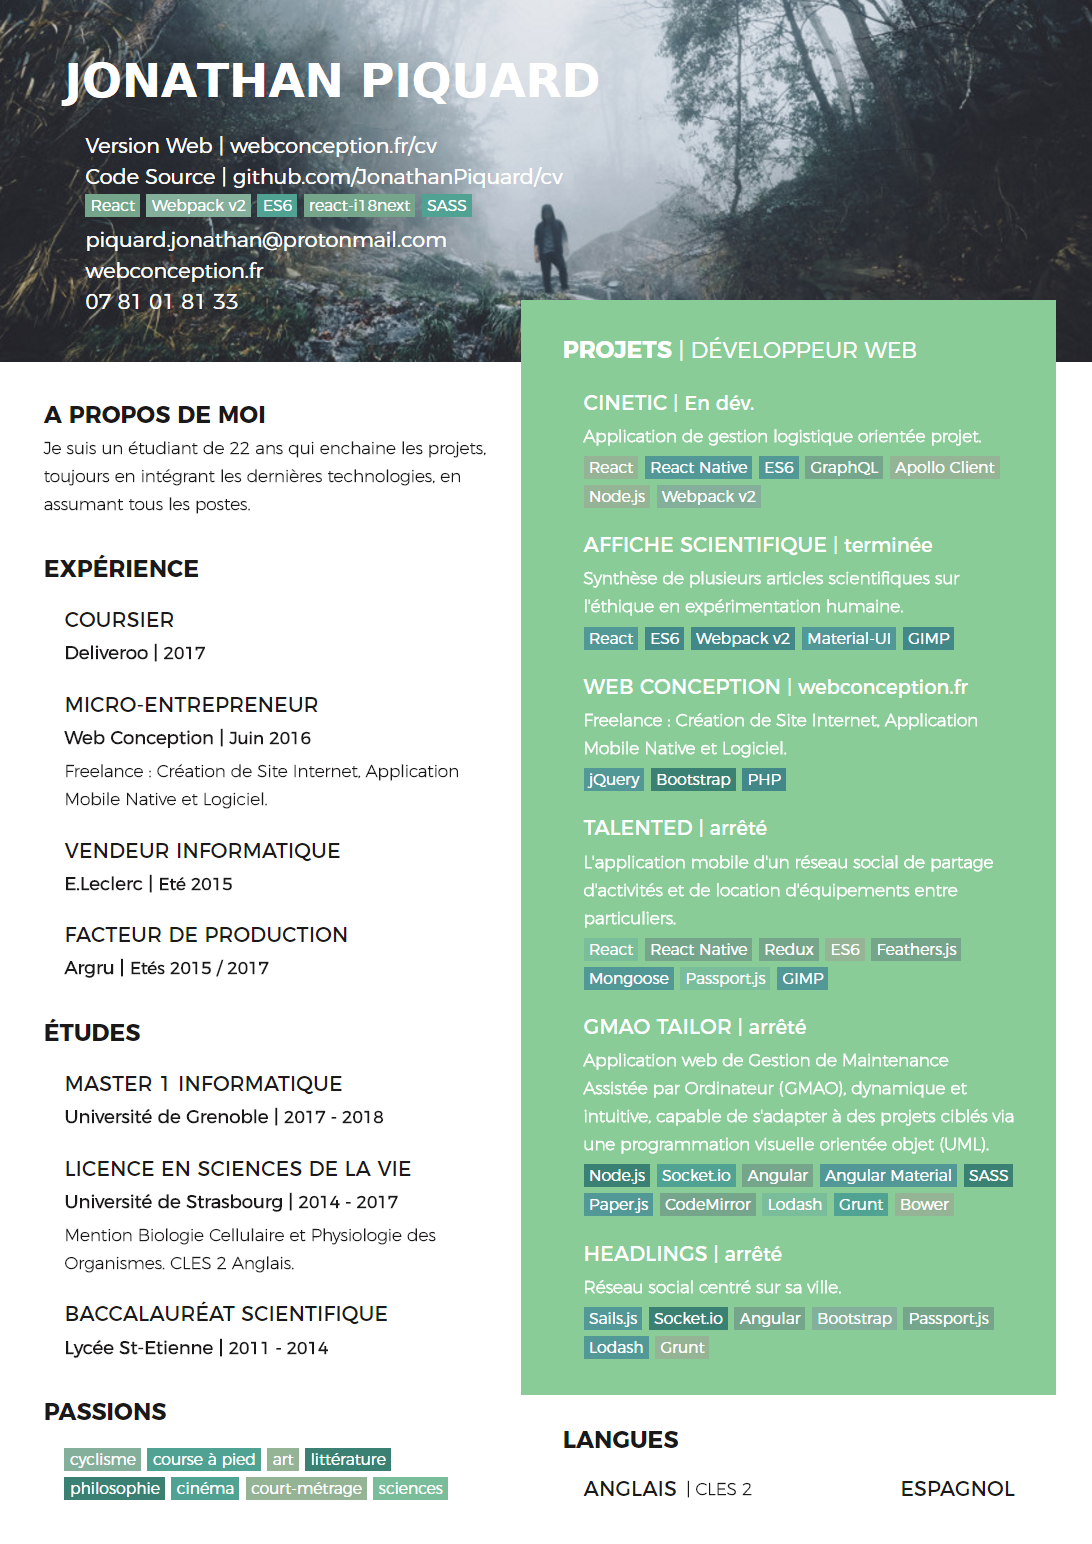 JONATHAN PIQUARD
Version Web | webconception.fr/cv
Code Source | github.com/JonathanPiquard/cv
React Webpack v2 ES6 react-i18next SASS
piquard.jonathan@protonmail.com
webconception.fr
07 81 01 81 33
A PROPOS DE MOI
Je suis un étudiant de 22 ans qui enchaine les projets,
toujours en intégrant les dernières technologies, en
assumant tous les postes.
EXPÉRIENCE
COURSIER
Deliveroo | 2017
MICRO-ENTREPRENEUR
Web Conception | Juin 2016
Freelance : Création de Site Internet, Application
Mobile Native et Logiciel.
VENDEUR INFORMATIQUE
E.Leclerc | Eté 2015
FACTEUR DE PRODUCTION
Argru | Etés 2015 / 2017
ÉTUDES
MASTER 1 INFORMATIQUE
Université de Grenoble | 2017 - 2018
LICENCE EN SCIENCES DE LA VIE
Université de Strasbourg | 2014 - 2017
Mention Biologie Cellulaire et Physiologie des
Organismes. CLES 2 Anglais.
BACCALAURÉAT SCIENTIFIQUE
Lycée St-Etienne | 2011 - 2014
PASSIONS
cyclisme course à pied art littérature
philosophie cinéma court-métrage sciences
PROJETS | DÉVELOPPEUR WEB
CINETIC | En dév.
Application de gestion logistique orientée projet.
React React Native ES6 GraphQL Apollo Client
Node.js Webpack v2
AFFICHE SCIENTIFIQUE | terminée
Synthèse de plusieurs articles scientifiques sur
l'éthique en expérimentation humaine.
React ES6 Webpack v2 Material-UI GIMP
WEB CONCEPTION | webconception.fr
Freelance : Création de Site Internet, Application
Mobile Native et Logiciel.
jQuery Bootstrap PHP
TALENTED | arrêté
L'application mobile d'un réseau social de partage
d'activités et de location d'équipements entre
particuliers.
React React Native Redux ES6 Feathers.js
Mongoose Passport.js GIMP
GMAO TAILOR | arrêté
Application web de Gestion de Maintenance
Assistée par Ordinateur (GMAO), dynamique et
intuitive, capable de s'adapter à des projets ciblés via
une programmation visuelle orientée objet (UML).
Node.js Socket.io Angular Angular Material SASS
Paper.js CodeMirror Lodash Grunt Bower
HEADLINGS | arrêté
Réseau social centré sur sa ville.
Sails.js Socket.io Angular Bootstrap Passport.js
Lodash Grunt
LANGUES
ANGLAIS | CLES 2 ESPAGNOL